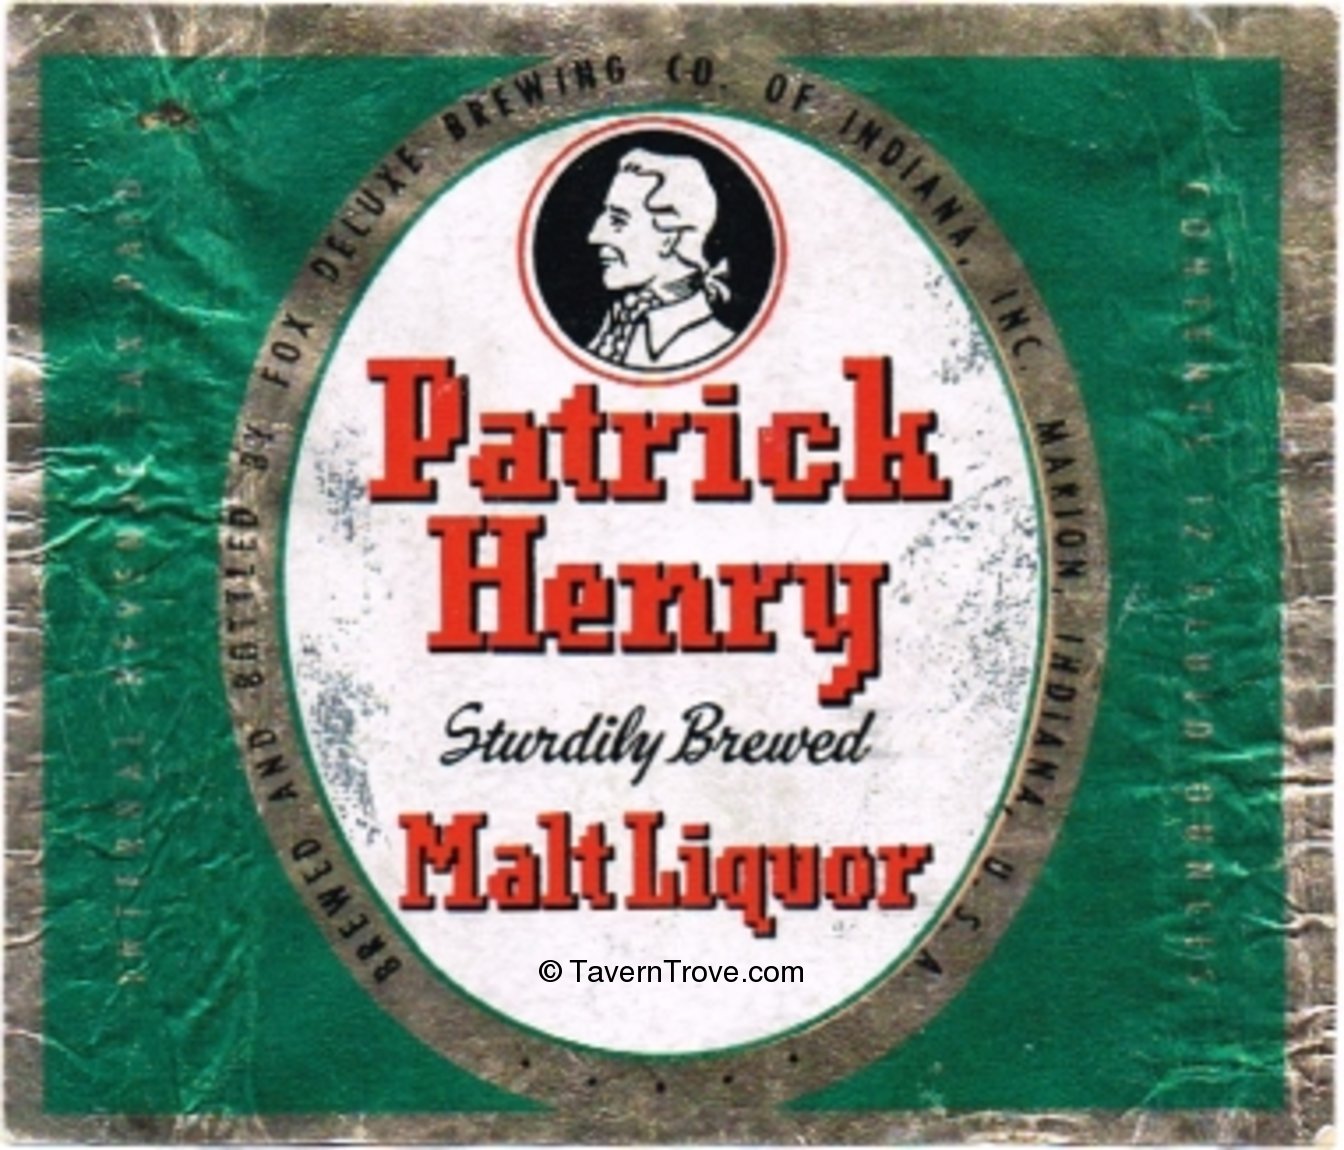 BREWED AND BOTTLED BY FOX DELUXE BREWING CO. OF INDIANA, INC. MARION, INDIANA, U.S.A.
Patrick
Henry
Sturdily Brewed
Malt Liquor
© TavernTrove.com
CONTENTS 12 FLUID OUNCES